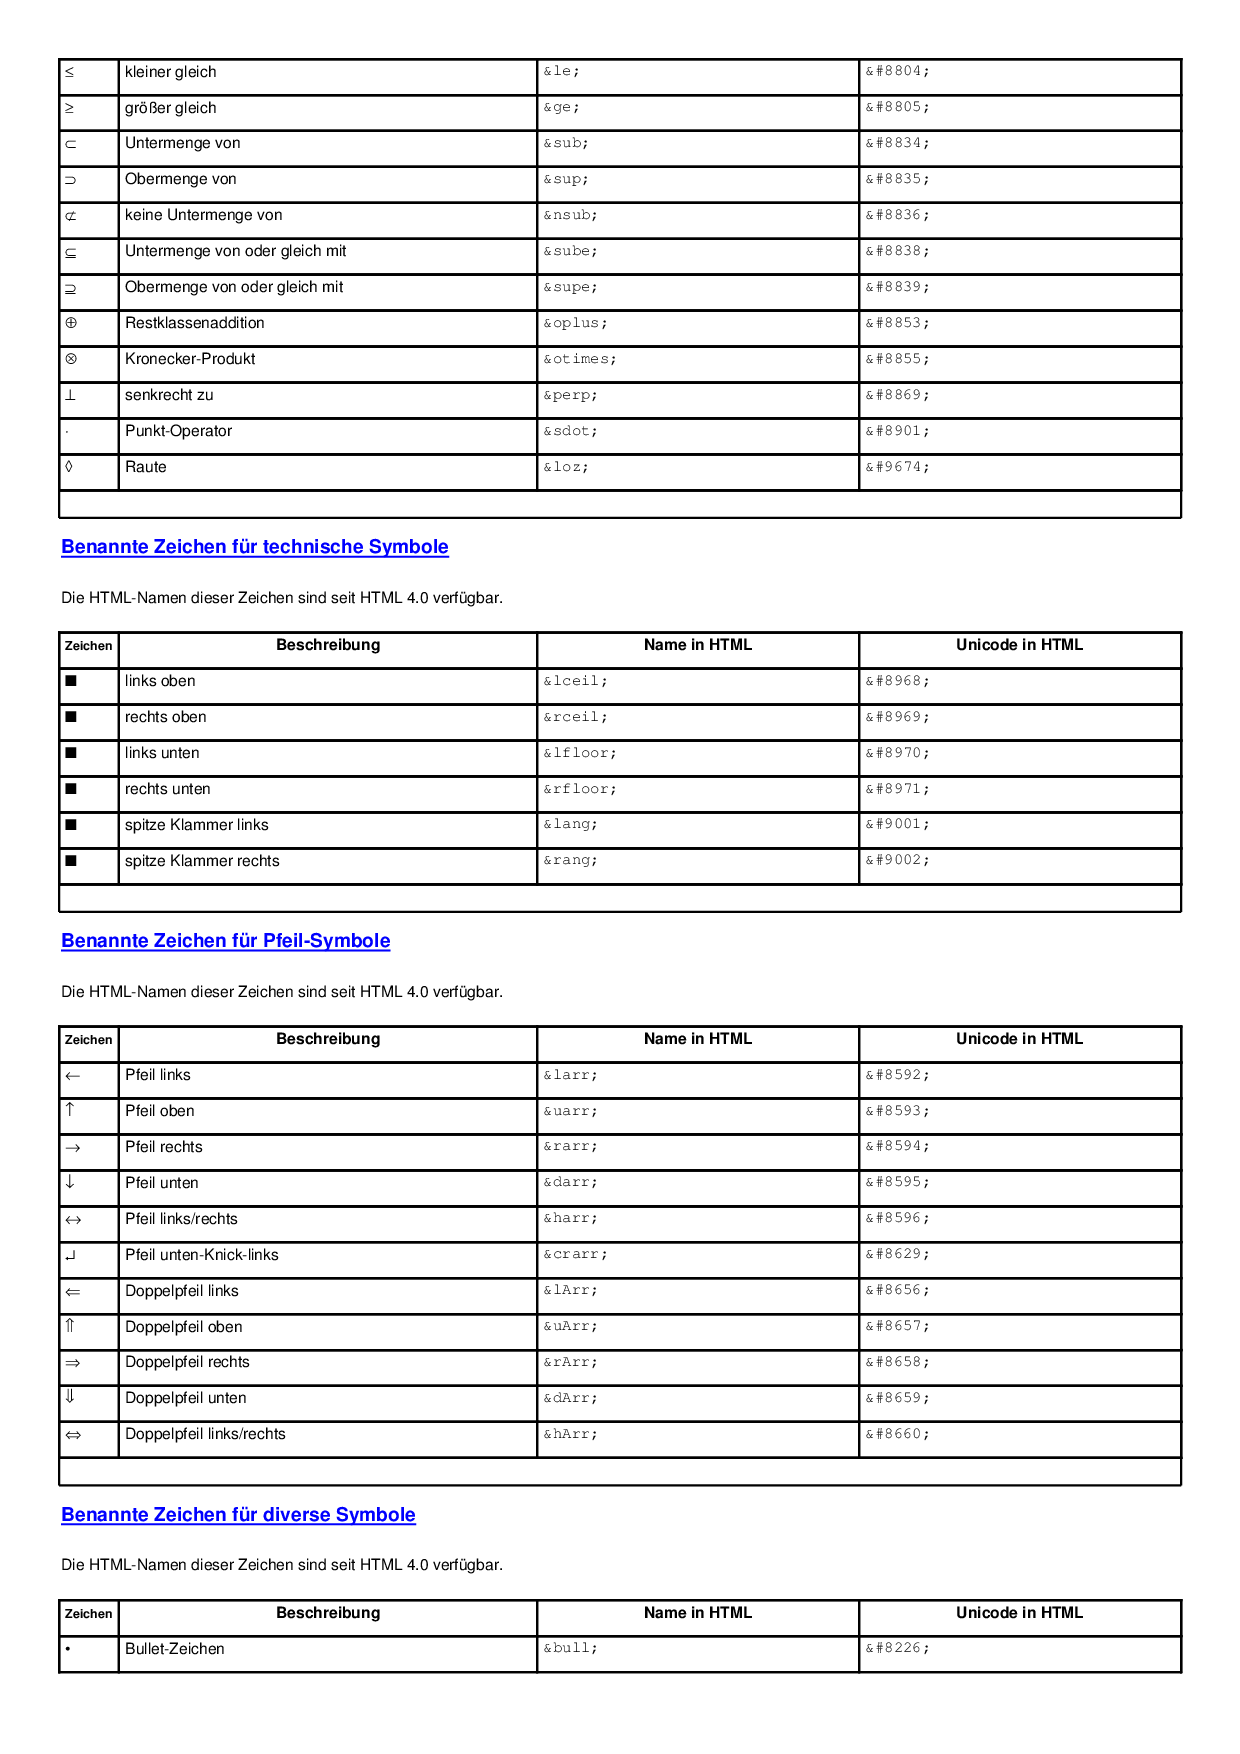 ≤ kleiner gleich &le; &#8804;
≥ größer gleich &ge; &#8805;
⊂ Untermenge von &sub; &#8834;
⊃ Obermenge von &sup; &#8835;
⊄ keine Untermenge von &nsub; &#8836;
⊆ Untermenge von oder gleich mit &sube; &#8838;
⊇ Obermenge von oder gleich mit &supe; &#8839;
⊕ Restklassenaddition &oplus; &#8853;
⊗ Kronecker-Produkt &otimes; &#8855;
⊥ senkrecht zu &perp; &#8869;
⋅ Punkt-Operator &sdot; &#8901;
◊ Raute &loz; &#9674;
Benannte Zeichen für technische Symbole
Die HTML-Namen dieser Zeichen sind seit HTML 4.0 verfügbar.
Zeichen Beschreibung Name in HTML Unicode in HTML
■ links oben &lceil; &#8968;
■ rechts oben &rceil; &#8969;
■ links unten &lfloor; &#8970;
■ rechts unten &rfloor; &#8971;
■ spitze Klammer links &lang; &#9001;
■ spitze Klammer rechts &rang; &#9002;
Benannte Zeichen für Pfeil-Symbole
Die HTML-Namen dieser Zeichen sind seit HTML 4.0 verfügbar.
Zeichen Beschreibung Name in HTML Unicode in HTML
← Pfeil links &larr; &#8592;
↑ Pfeil oben &uarr; &#8593;
→ Pfeil rechts &rarr; &#8594;
↓ Pfeil unten &darr; &#8595;
↔ Pfeil links/rechts &harr; &#8596;
↵ Pfeil unten-Knick-links &crarr; &#8629;
⇐ Doppelpfeil links &lArr; &#8656;
⇑ Doppelpfeil oben &uArr; &#8657;
⇒ Doppelpfeil rechts &rArr; &#8658;
⇓ Doppelpfeil unten &dArr; &#8659;
⇔ Doppelpfeil links/rechts &hArr; &#8660;
Benannte Zeichen für diverse Symbole
Die HTML-Namen dieser Zeichen sind seit HTML 4.0 verfügbar.
Zeichen Beschreibung Name in HTML Unicode in HTML
• Bullet-Zeichen &bull; &#8226;